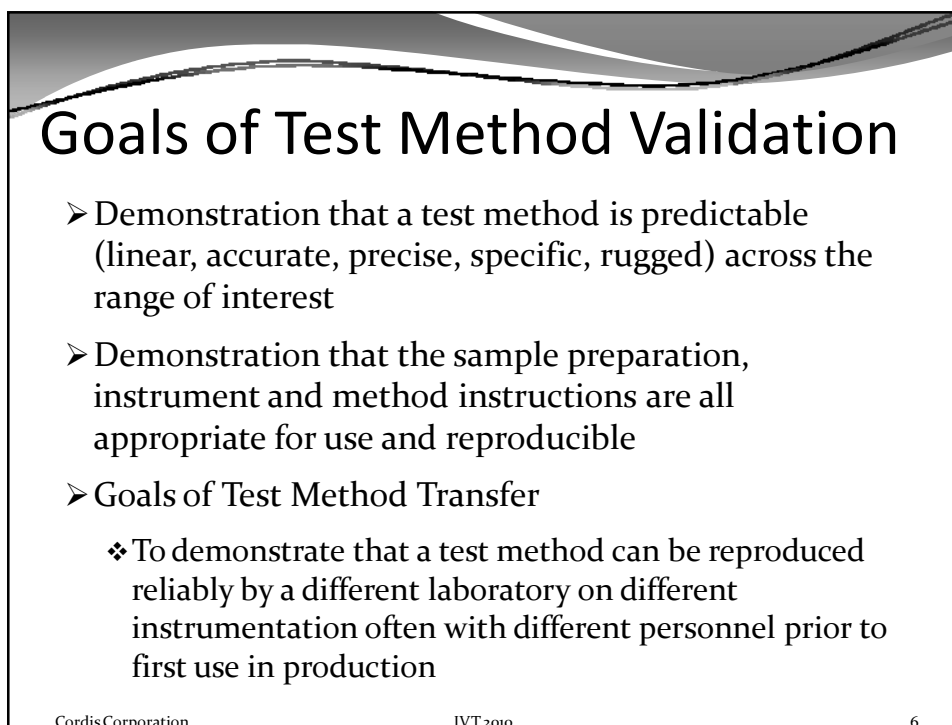 Goals of Test Method Validation
➢ Demonstration that a test method is predictable
(linear, accurate, precise, specific, rugged) across the
range of interest
➢ Demonstration that the sample preparation,
instrument and method instructions are all
appropriate for use and reproducible
➢ Goals of Test Method Transfer
❖ To demonstrate that a test method can be reproduced
reliably by a different laboratory on different
instrumentation often with different personnel prior to
first use in production
Cordis Corporation IVT 2010 6